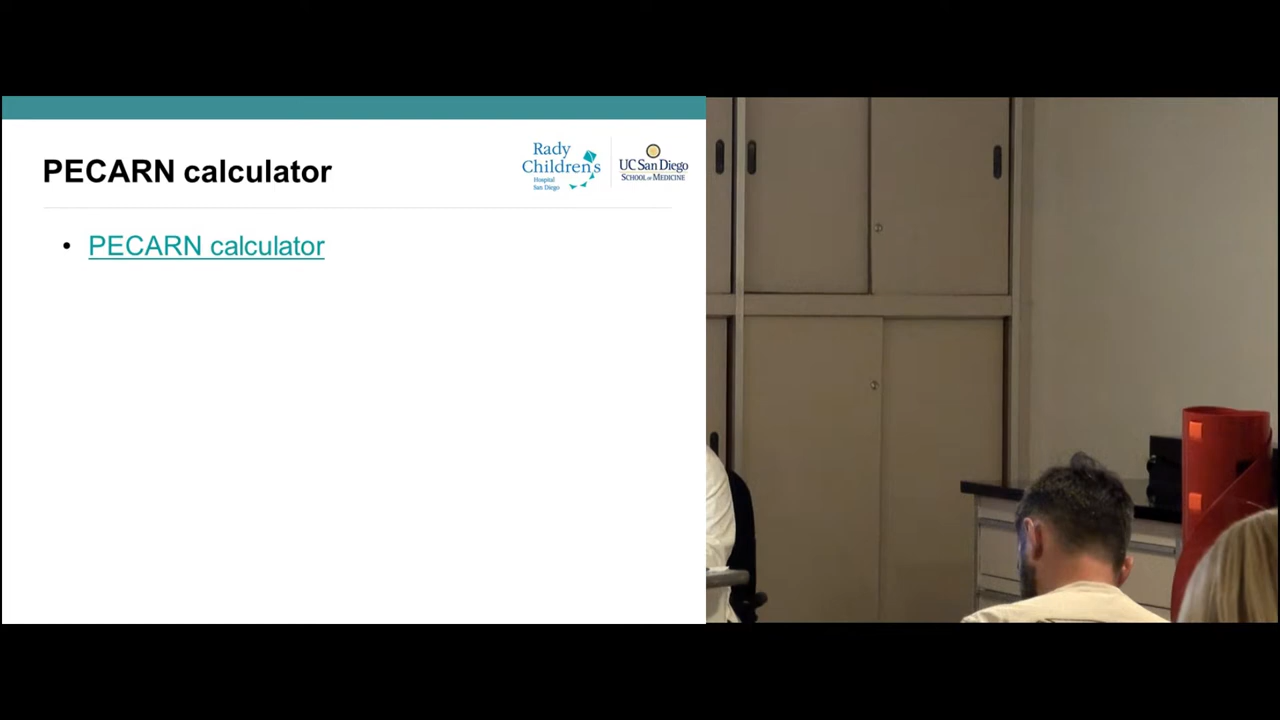 PECARN calculator
Rady
Children's
Hospital
San Diego
UC San Diego
SCHOOL OF MEDICINE
• PECARN calculator